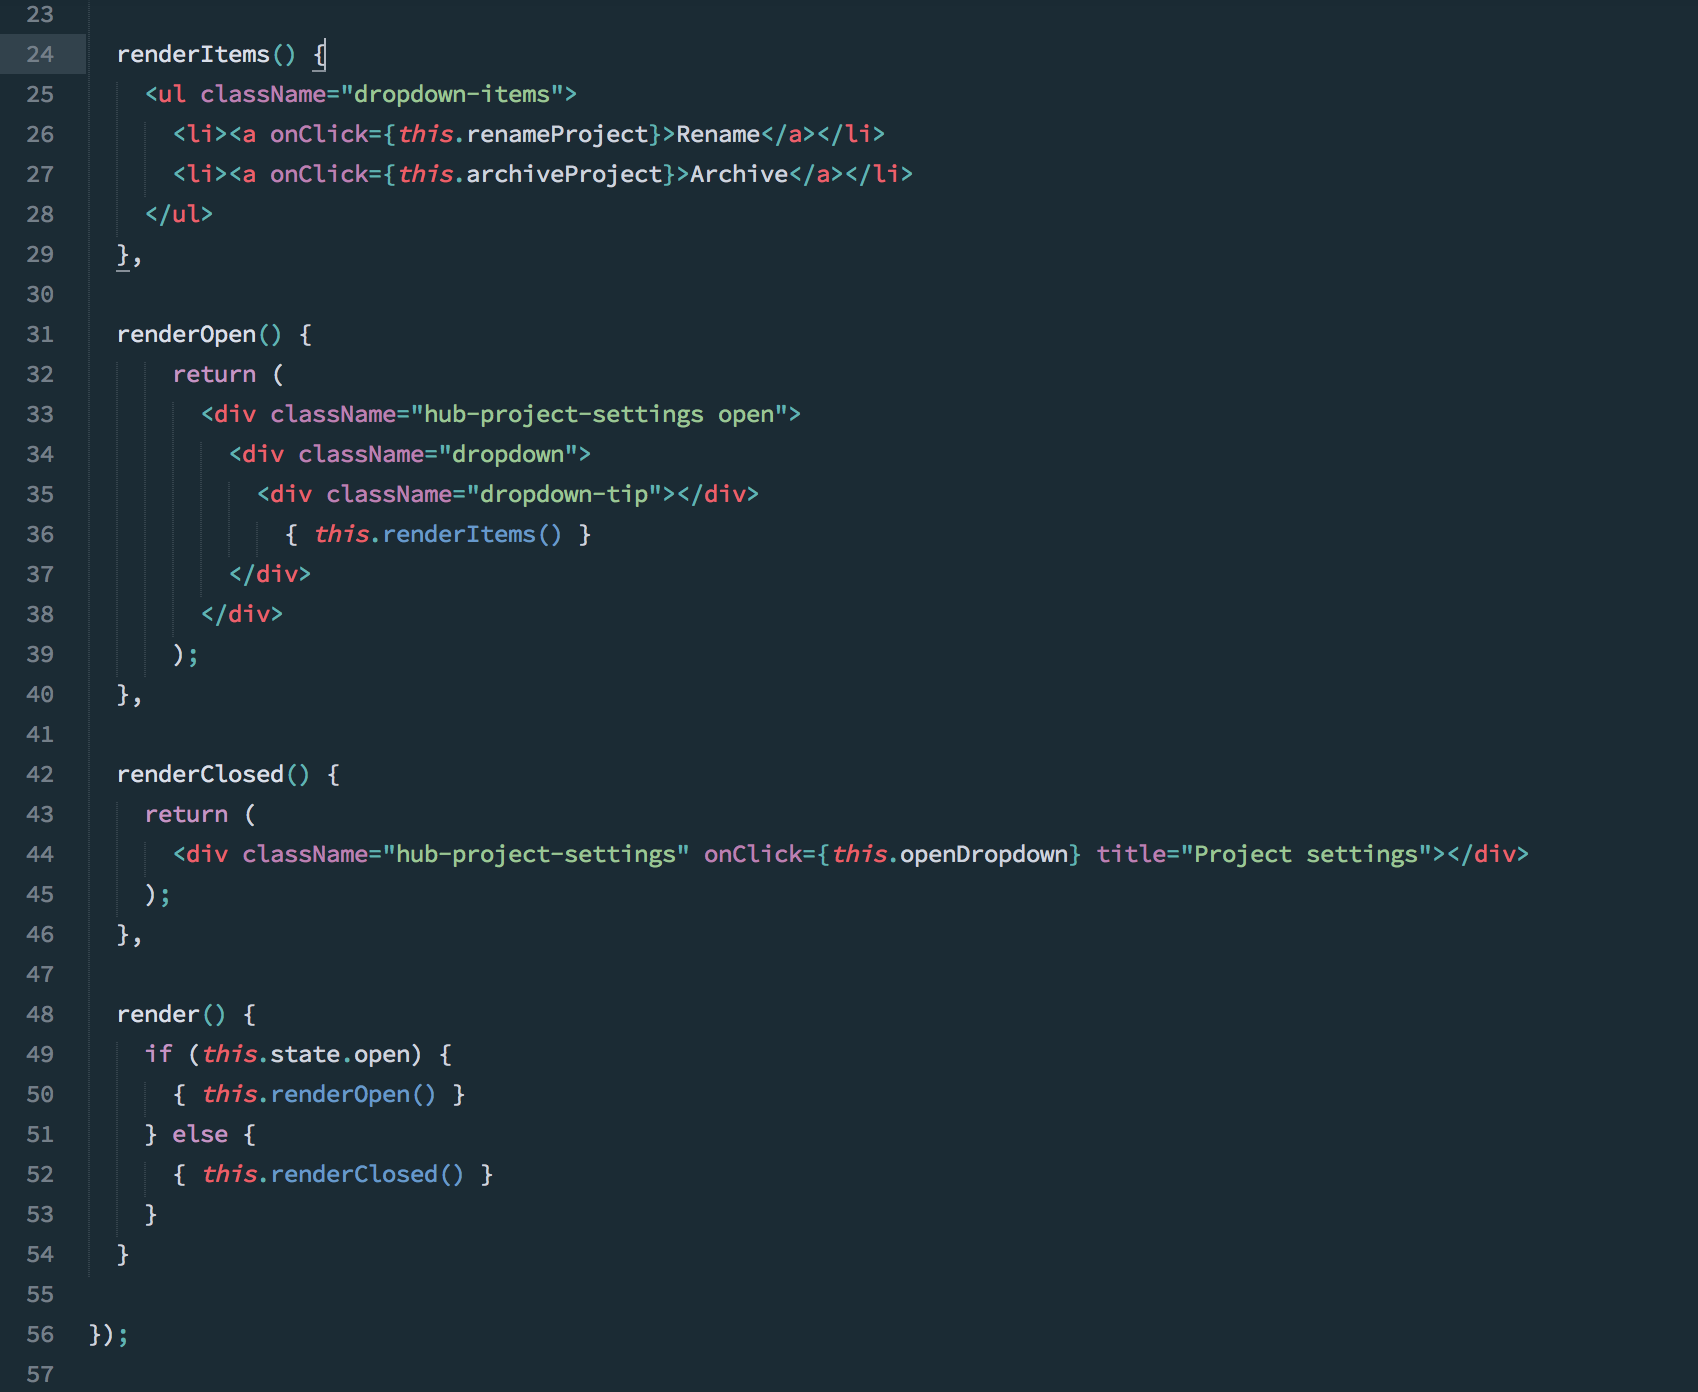 23
24 renderItems() {
25 <ul className="dropdown-items">
26 <li><a onClick={this.renameProject}>Rename</a></li>
27 <li><a onClick={this.archiveProject}>Archive</a></li>
28 </ul>
29 },
30
31 renderOpen() {
32 return (
33 <div className="hub-project-settings open">
34 <div className="dropdown">
35 <div className="dropdown-tip"></div>
36 { this.renderItems() }
37 </div>
38 </div>
39 );
40 },
41
42 renderClosed() {
43 return (
44 <div className="hub-project-settings" onClick={this.openDropdown} title="Project settings"></div>
45 );
46 },
47
48 render() {
49 if (this.state.open) {
50 { this.renderOpen() }
51 } else {
52 { this.renderClosed() }
53 }
54 }
55
56 });
57